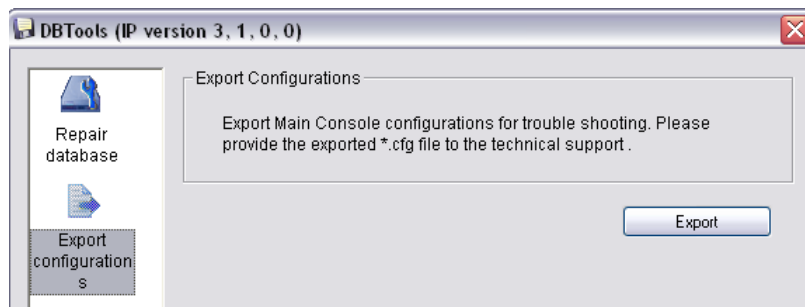 DBTools (IP version 3, 1, 0, 0)
Repair
database
Export
configuration
s
Export Configurations
Export Main Console configurations for trouble shooting. Please
provide the exported *.cfg file to the technical support .
Export